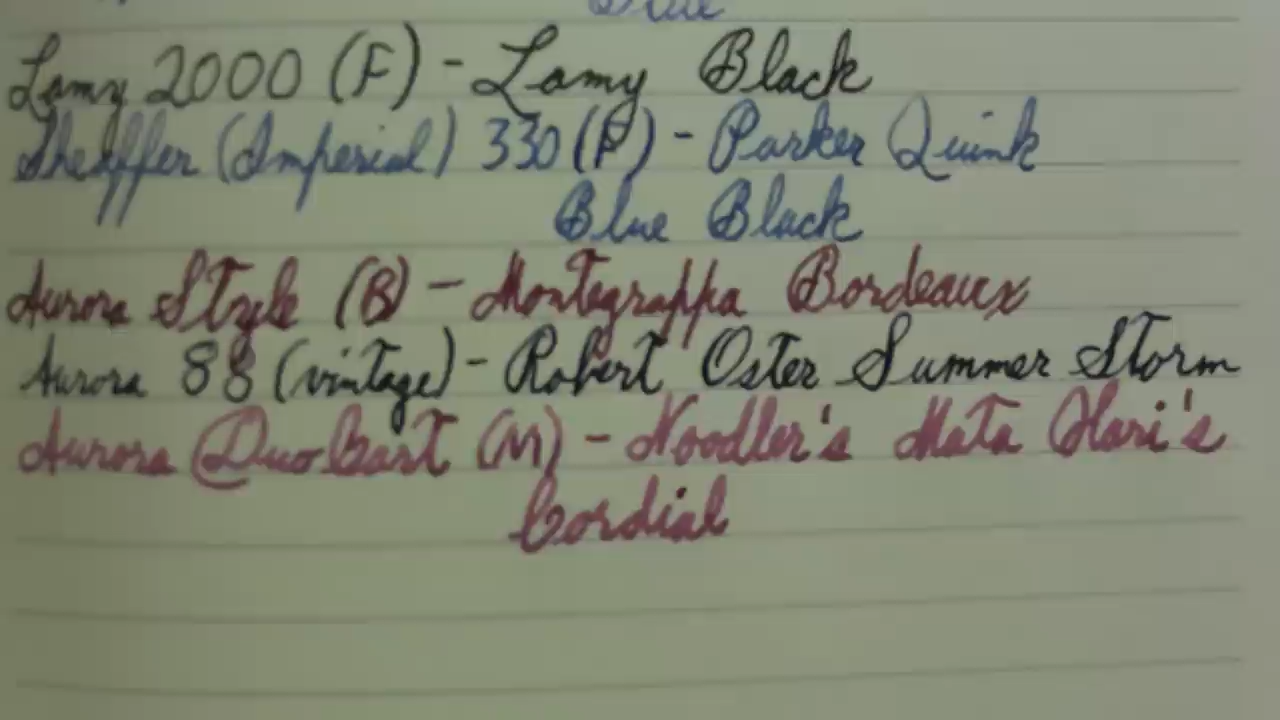 Blue
Lamy 2000 (F) - Lamy Black
Sheaffer (Imperial) 330 (F) - Parker Quink
Blue Black
Aurora Style (B) - Montegrappa Bordeaux
Aurora 88 (vintage) - Robert Oster Summer Storm
Aurora DuoCart (M) - Noodler's Mata Hari's
Cordial